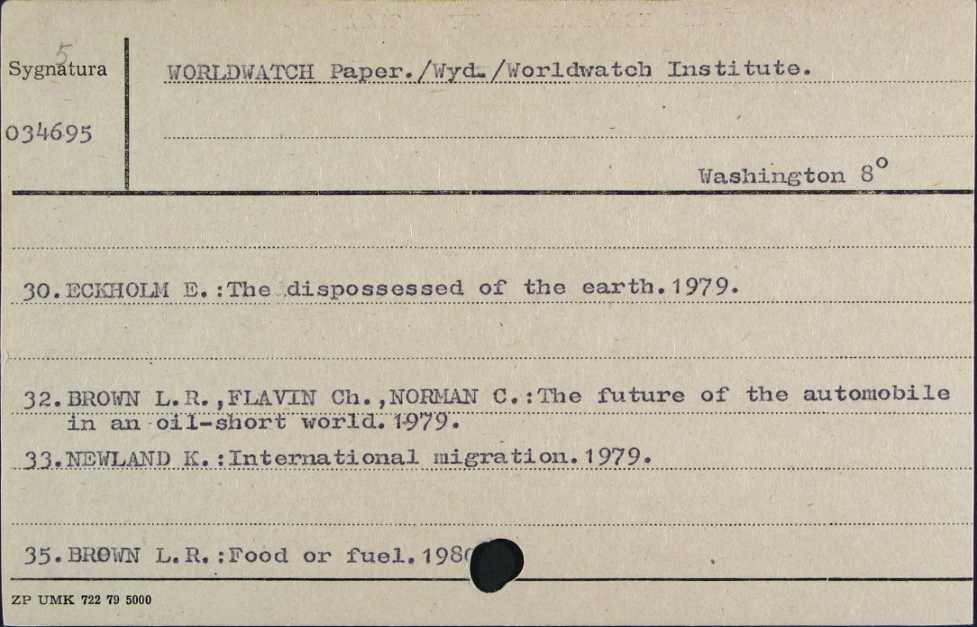 5
Sygnatura
WORLDWATCH Paper./Wyd./Worldwatch Institute.
034695
Washington 8°
30.ECKHOLM E.:The dispossessed of the earth.1979.
32.BROWN L.R.,FLAVIN Ch.,NORMAN C.:The future of the automobile
in an oil-short world.1979.
33.NEWLAND K.:International migration.1979.
35.BROWN L.R.:Food or fuel.1980
ZP UMK 722 79 5000